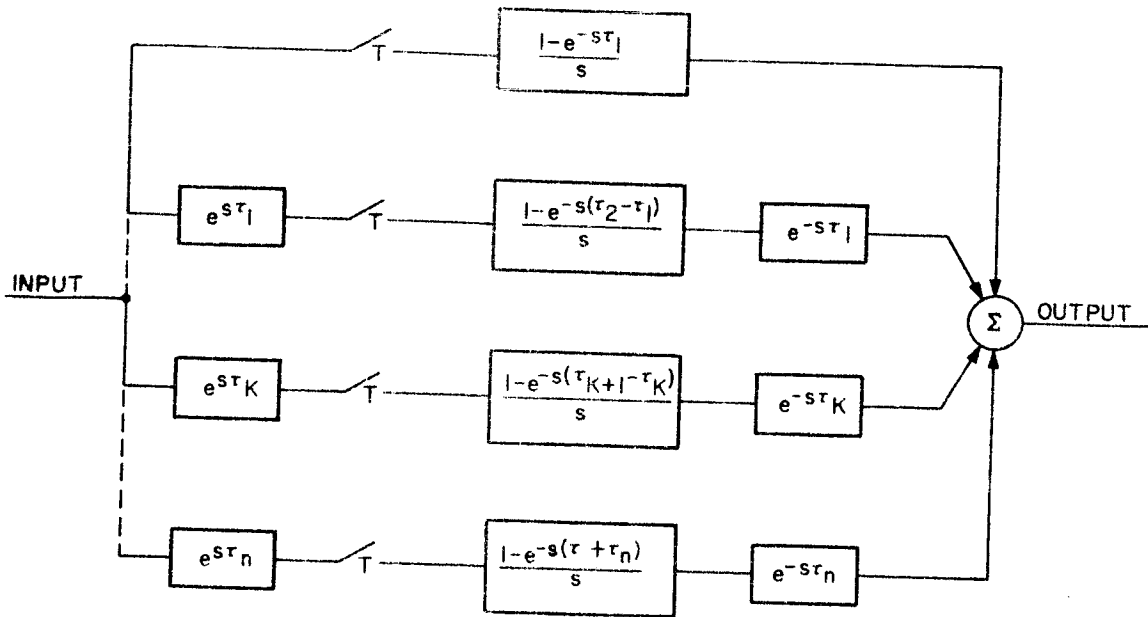 T
1-e^{-sτ_1}
s
e^{sτ_1}
T
1-e^{-s(τ_2-τ_1)}
s
e^{-sτ_1}
INPUT
OUTPUT
Σ
e^{sτ_K}
T
1-e^{-s(τ_{K+1}-τ_K)}
s
e^{-sτ_K}
e^{sτ_n}
T
1-e^{-s(τ+τ_n)}
s
e^{-sτ_n}